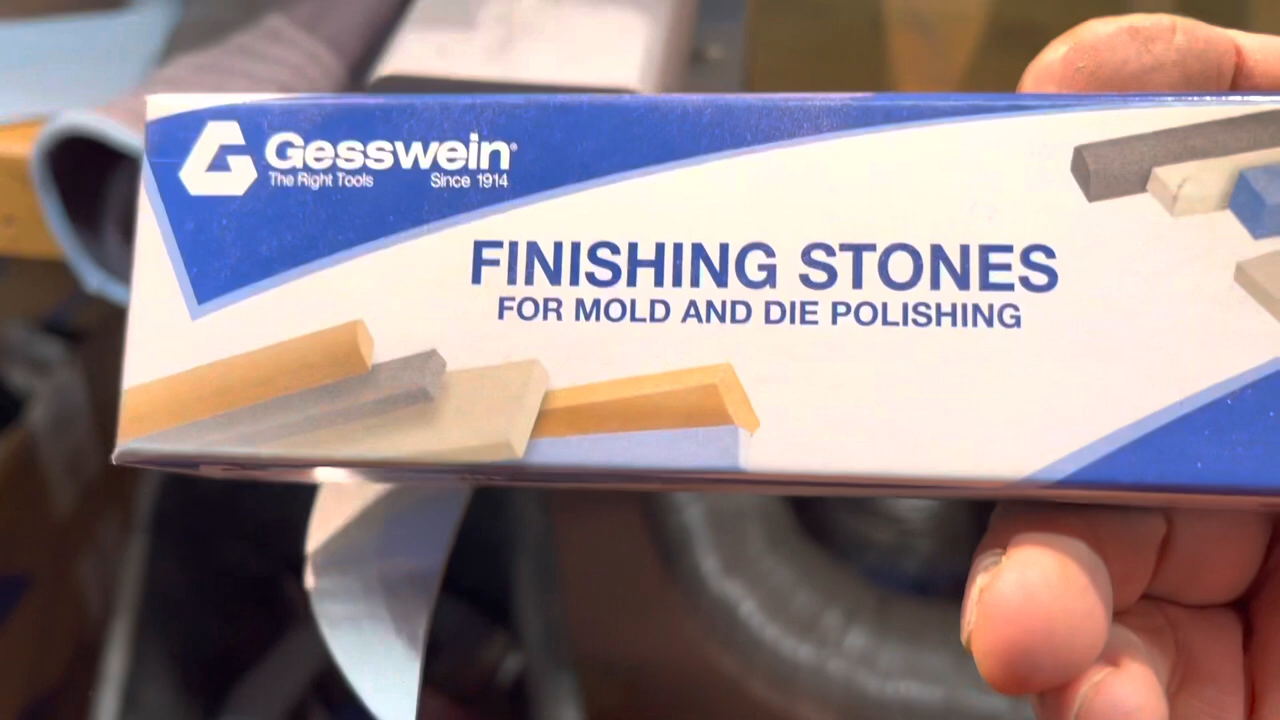 Gesswein®
The Right Tools Since 1914
FINISHING STONES
FOR MOLD AND DIE POLISHING